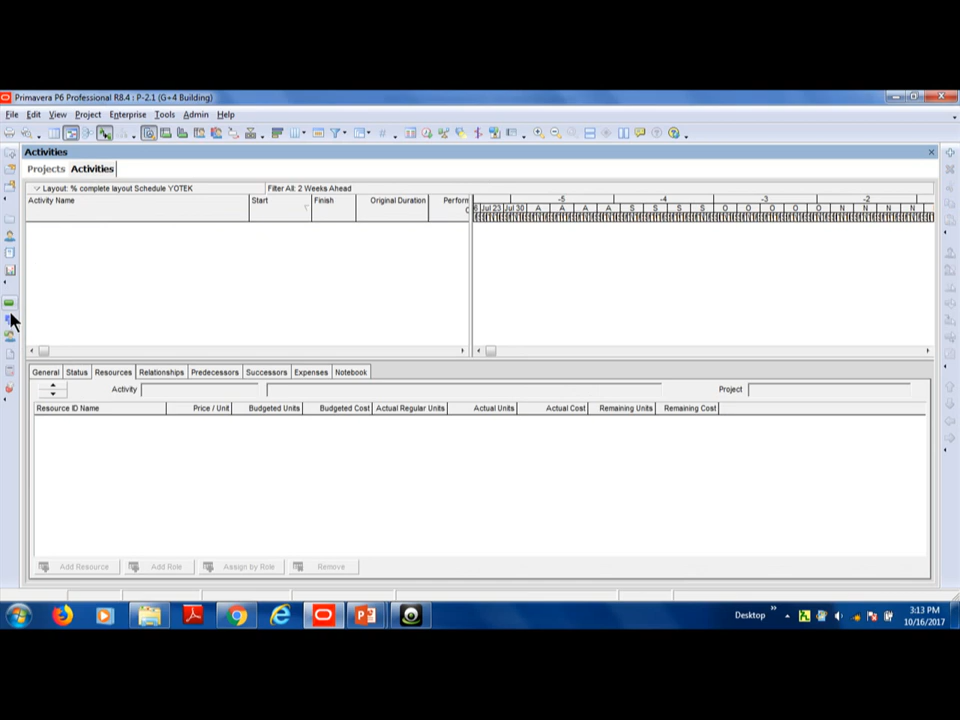 Primavera P6 Professional R8.4 : P-2.1 (G+4 Building)
File Edit View Project Enterprise Tools Admin Help
Activities
Projects Activities
Layout: % complete layout Schedule YOTEK Filter All: 2 Weeks Ahead
Activity Name Start Finish Original Duration Perform
-5 -4 -3 -2
Jul 23 Jul 30 A A A A S S S S O O O O O N N N
General Status Resources Relationships Predecessors Successors Expenses Notebook
Activity Project
Resource ID Name Price / Unit Budgeted Units Budgeted Cost Actual Regular Units Actual Units Actual Cost Remaining Units Remaining Cost
Add Resource Add Role Assign by Role Remove
Desktop
3:13 PM
10/16/2017